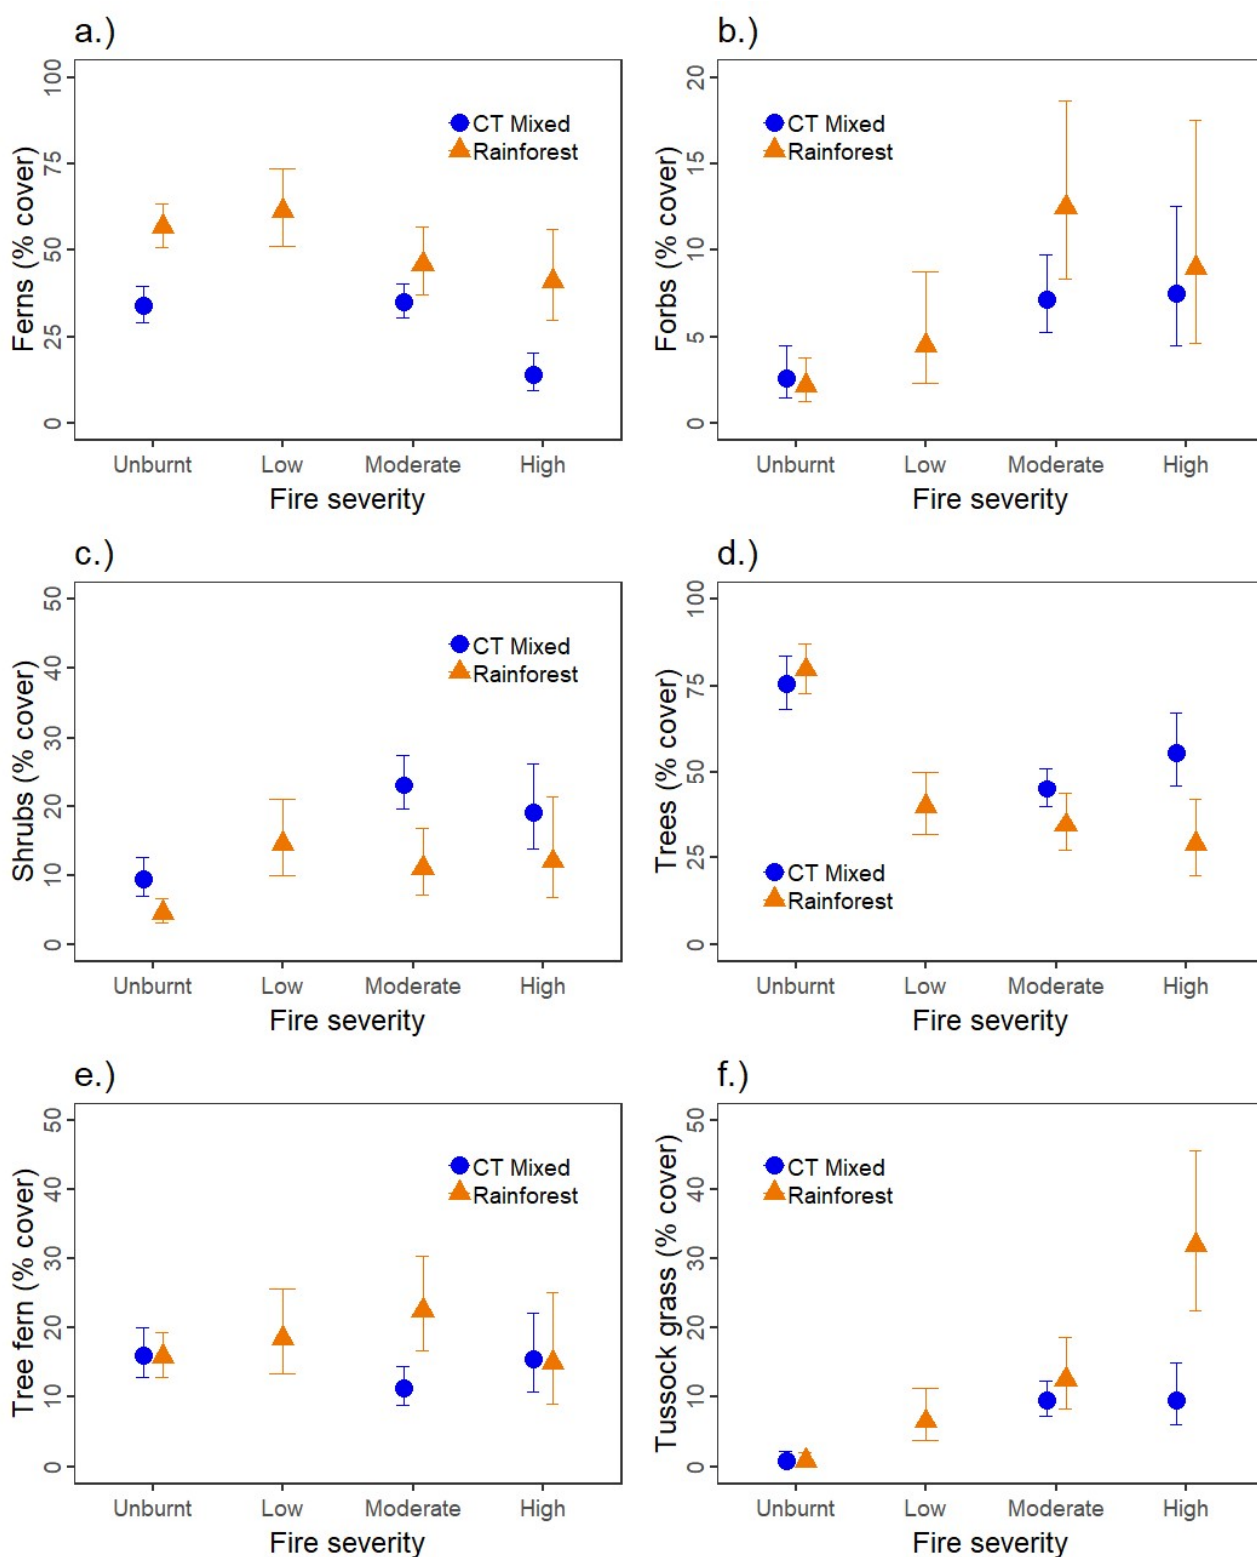 a.)
Ferns (% cover)
100
75
50
25
0
CT Mixed
Rainforest
Unburnt Low Moderate High
Fire severity
b.)
Forbs (% cover)
20
15
10
5
0
CT Mixed
Rainforest
Unburnt Low Moderate High
Fire severity
c.)
Shrubs (% cover)
50
40
30
20
10
0
CT Mixed
Rainforest
Unburnt Low Moderate High
Fire severity
d.)
Trees (% cover)
100
75
50
25
0
CT Mixed
Rainforest
Unburnt Low Moderate High
Fire severity
e.)
Tree fern (% cover)
50
40
30
20
10
0
CT Mixed
Rainforest
Unburnt Low Moderate High
Fire severity
f.)
Tussock grass (% cover)
50
40
30
20
10
0
CT Mixed
Rainforest
Unburnt Low Moderate High
Fire severity